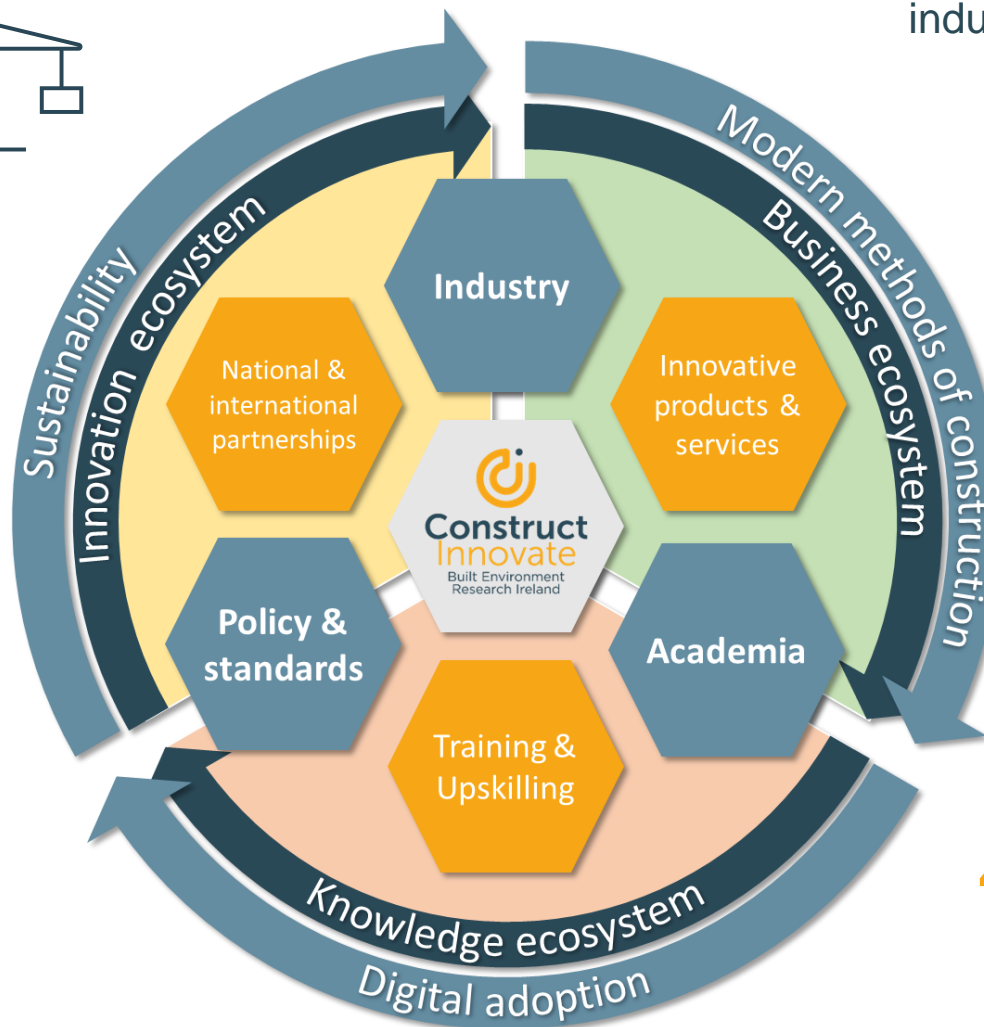 indu
Modern methods of construction
Business ecosystem
Sustainability
Innovation ecosystem
Industry
National &
international
partnerships
Innovative
products &
services
Construct
Innovate
Built Environment
Research Ireland
Policy &
standards
Academia
Training &
Upskilling
Knowledge ecosystem
Digital adoption